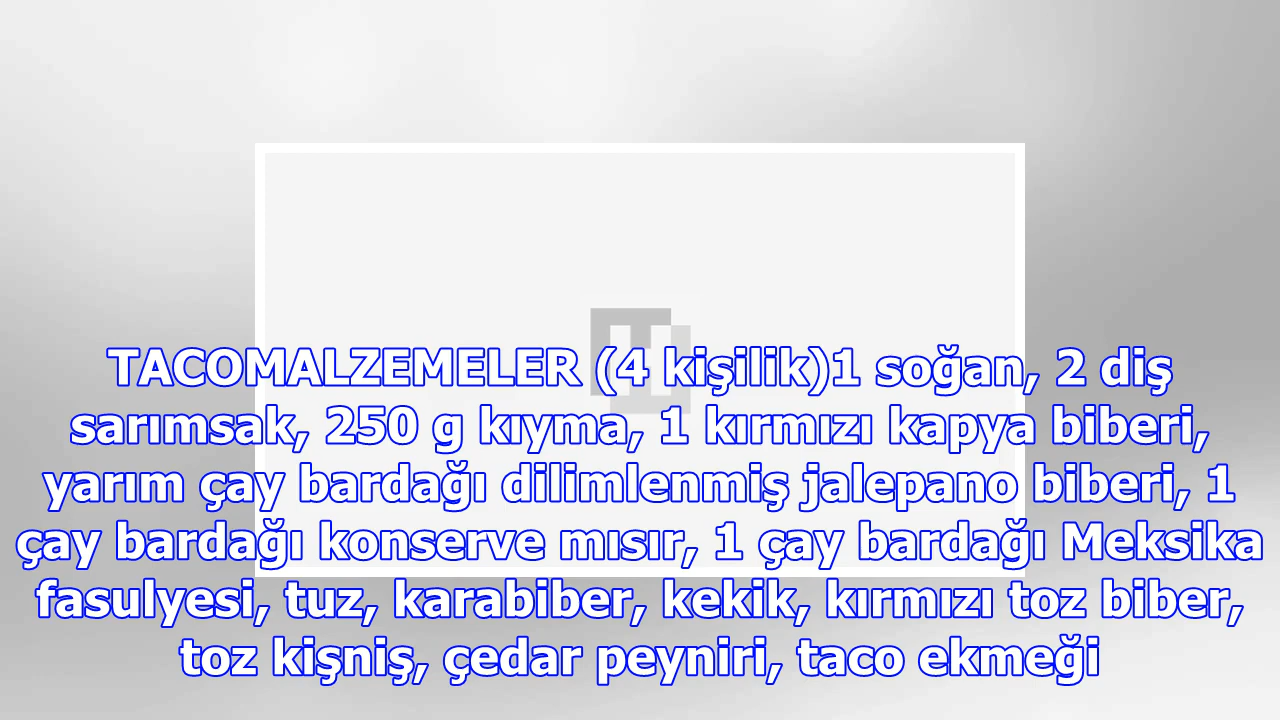 TACOMALZEMELER (4 kişilik)1 soğan, 2 diş
sarımsak, 250 g kıyma, 1 kırmızı kapya biberi,
yarım çay bardağı dilimlenmiş jalepano biberi, 1
çay bardağı konserve mısır, 1 çay bardağı Meksika
fasulyesi, tuz, karabiber, kekik, kırmızı toz biber,
toz kişniş, çedar peyniri, taco ekmeği